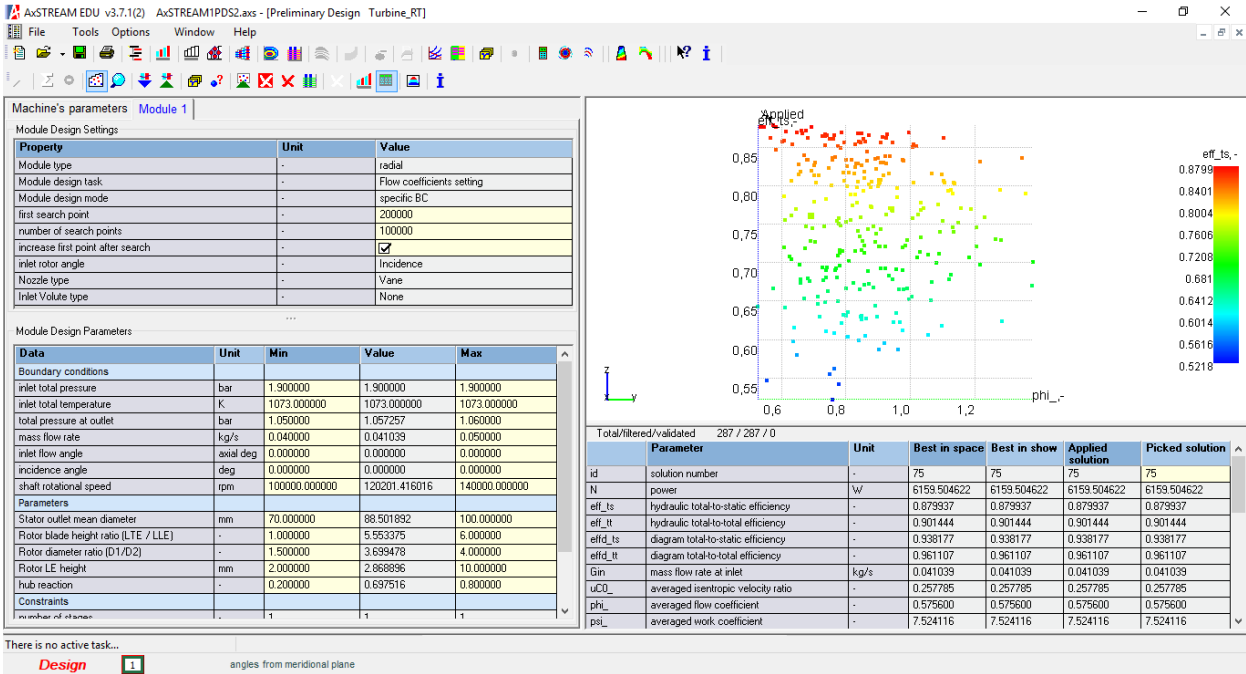 AxSTREAM EDU v3.7.1(2) AxSTREAM1PDS2.axs - [Preliminary Design Turbine_RT]
File Tools Options Window Help
Machine's parameters Module 1
Module Design Settings
Property Unit Value
Module type - radial
Module design task - Flow coefficients setting
Module design mode - specific BC
first search point - 200000
number of search points - 100000
increase first point after search -
inlet rotor angle - Incidence
Nozzle type - Vane
Inlet Volute type - None
Module Design Parameters
Data Unit Min Value Max
Boundary conditions
inlet total pressure bar 1.900000 1.900000 1.900000
inlet total temperature K 1073.000000 1073.000000 1073.000000
total pressure at outlet bar 1.050000 1.057257 1.060000
mass flow rate kg/s 0.040000 0.041039 0.050000
inlet flow angle axial deg 0.000000 0.000000 0.000000
incidence angle deg 0.000000 0.000000 0.000000
shaft rotational speed rpm 100000.000000 120201.416016 140000.000000
Parameters
Stator outlet mean diameter mm 70.000000 88.501892 100.000000
Rotor blade height ratio (LTE / LLE) - 1.000000 5.553375 6.000000
Rotor diameter ratio (D1/D2) - 1.500000 3.699478 4.000000
Rotor LE height mm 2.000000 2.868896 10.000000
hub reaction - 0.200000 0.697516 0.800000
Constraints
number of stages - 1 1 1
Applied
eff_ts,-
0,85
0,80
0,75
0,70
0,65
0,60
0,55
0,6 0,8 1,0 1,2
phi_,-
z
x y
eff_ts, -
0.8799
0.8401
0.8004
0.7606
0.7208
0.681
0.6412
0.6014
0.5616
0.5218
Total/filtered/validated 287 / 287 / 0
Parameter Unit Best in space Best in show Applied solution Picked solution
id solution number - 75 75 75 75
N power W 6159.504622 6159.504622 6159.504622 6159.504622
eff_ts hydraulic total-to-static efficiency - 0.879937 0.879937 0.879937 0.879937
eff_tt hydraulic total-to-total efficiency - 0.901444 0.901444 0.901444 0.901444
effd_ts diagram total-to-static efficiency - 0.938177 0.938177 0.938177 0.938177
effd_tt diagram total-to-total efficiency - 0.961107 0.961107 0.961107 0.961107
Gin mass flow rate at inlet kg/s 0.041039 0.041039 0.041039 0.041039
uC0_ averaged isentropic velocity ratio - 0.257785 0.257785 0.257785 0.257785
phi_ averaged flow coefficient - 0.575600 0.575600 0.575600 0.575600
psi_ averaged work coefficient - 7.524116 7.524116 7.524116 7.524116
There is no active task...
Design 1 angles from meridional plane